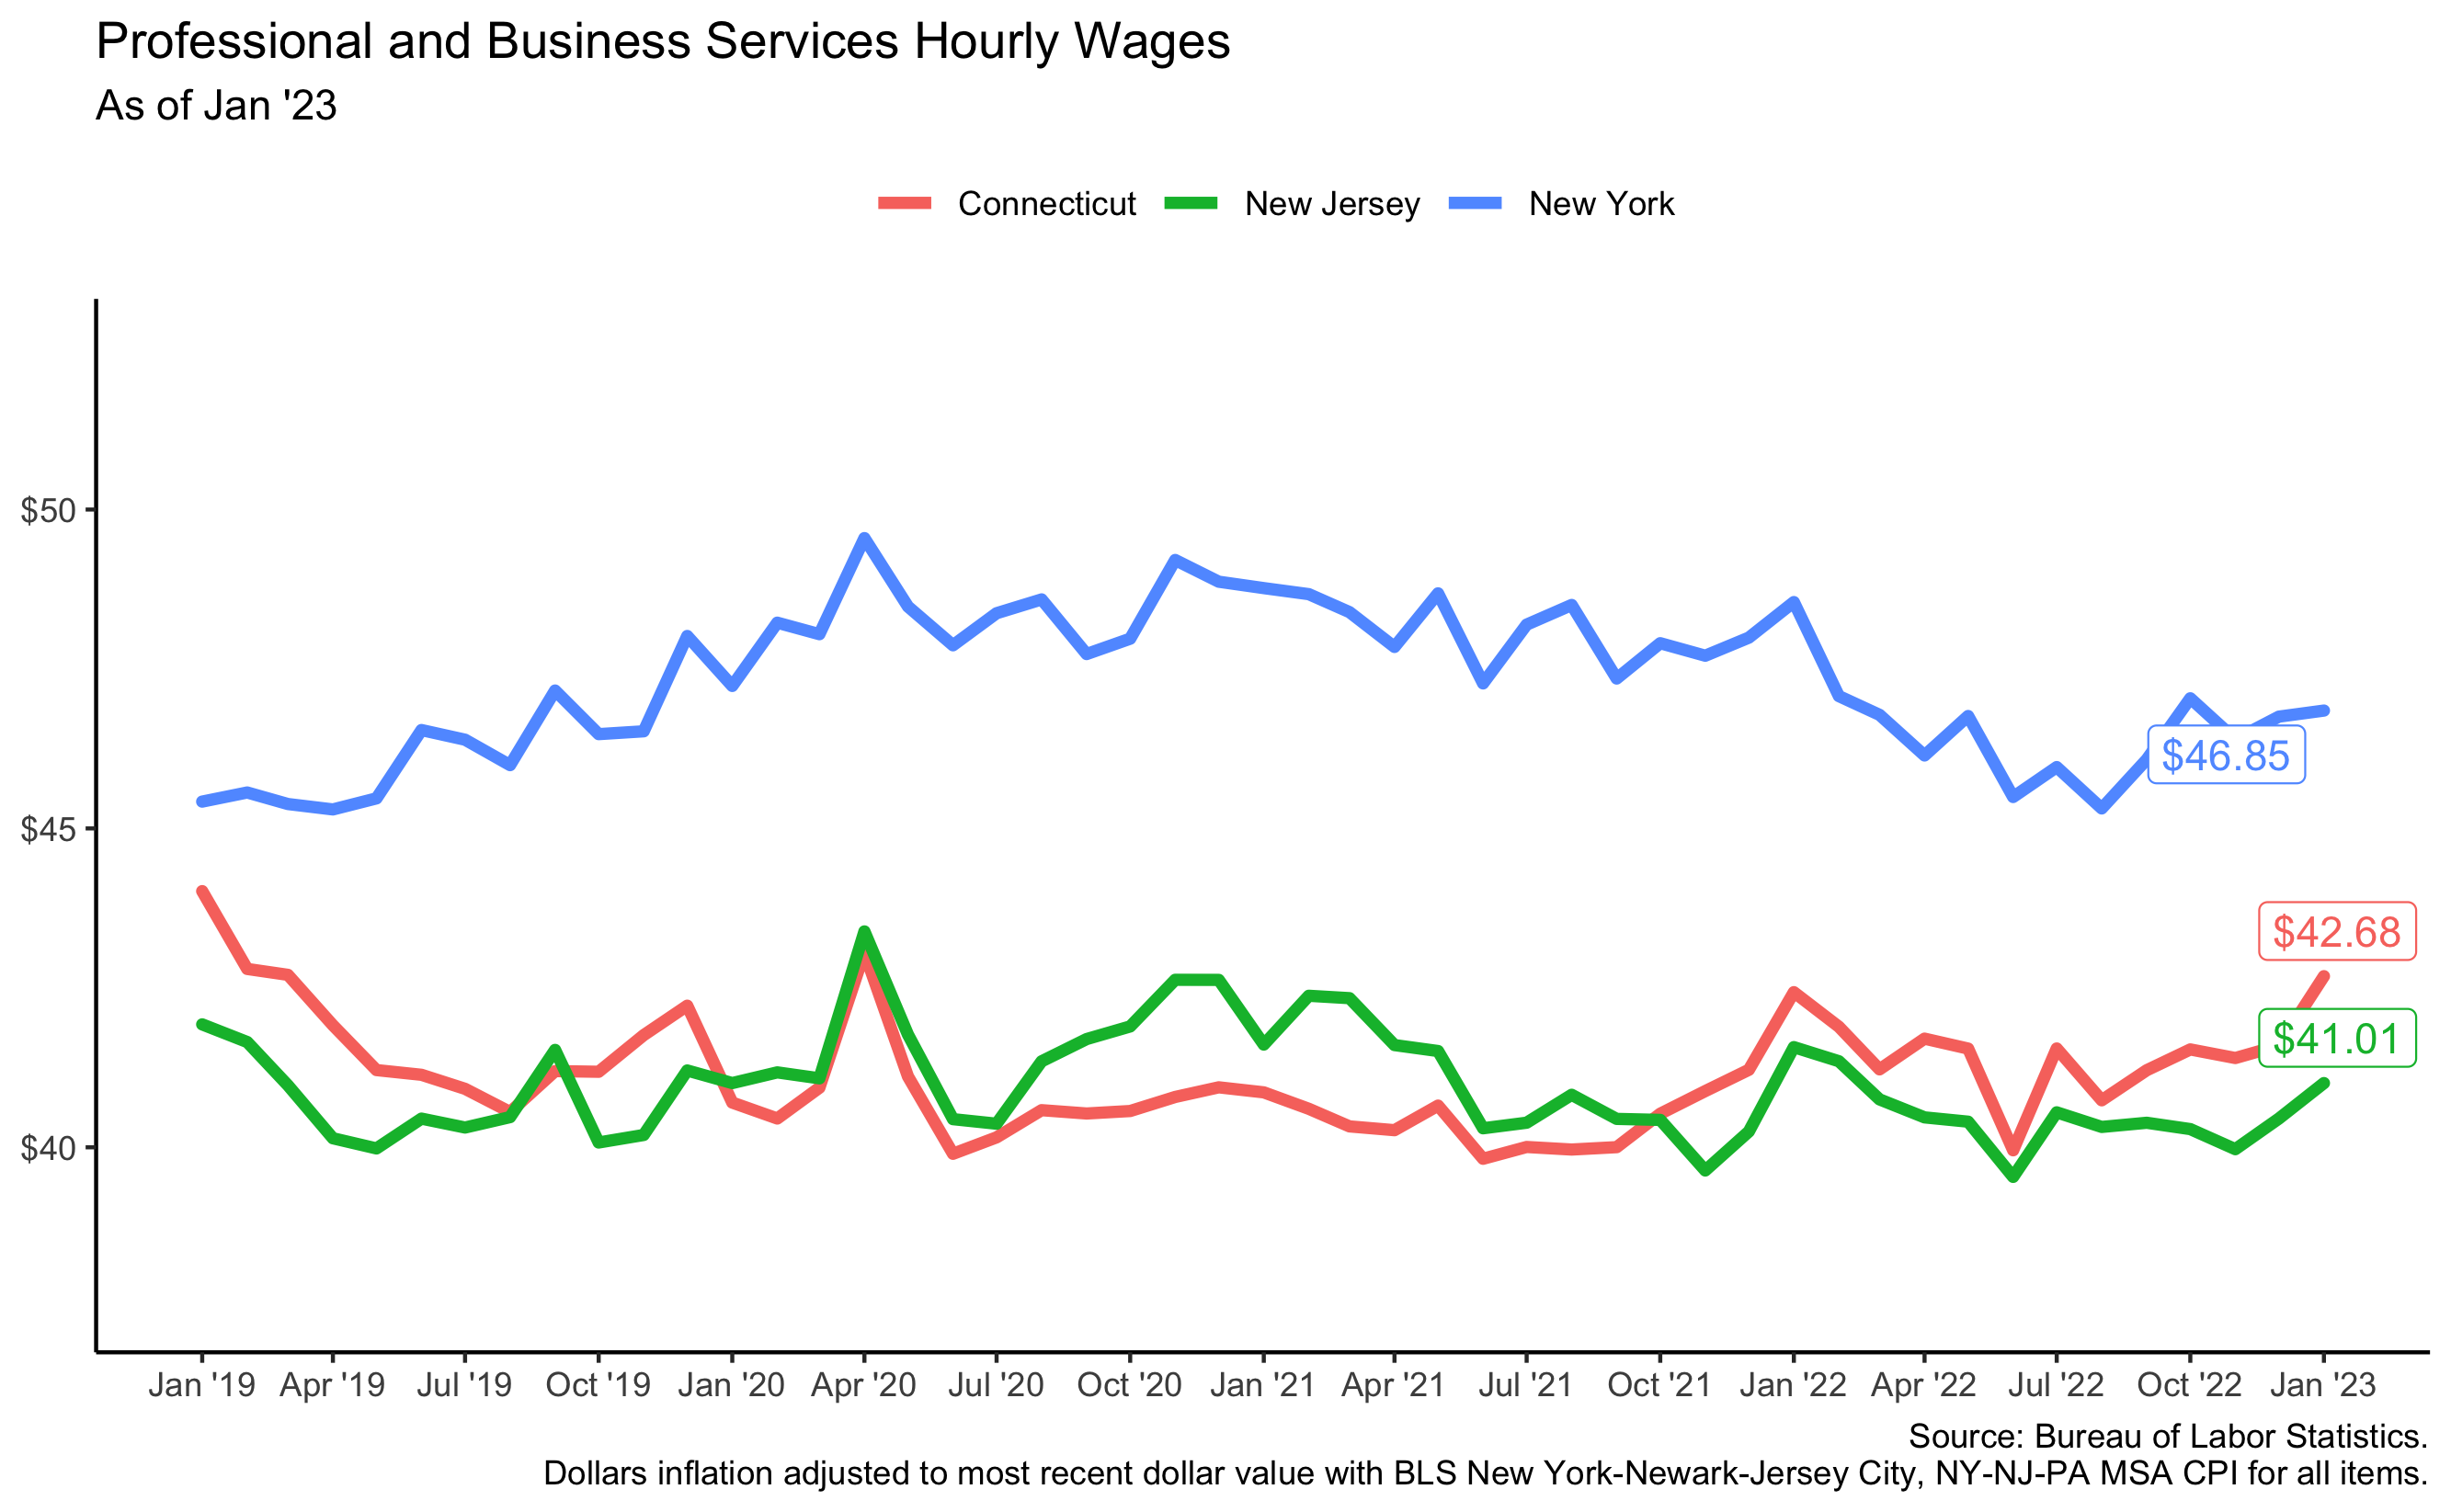 Professional and Business Services Hourly Wages
As of Jan '23
Connecticut New Jersey New York
$50
$45
$40
$46.85
$42.68
$41.01
Jan '19 Apr '19 Jul '19 Oct '19 Jan '20 Apr '20 Jul '20 Oct '20 Jan '21 Apr '21 Jul '21 Oct '21 Jan '22 Apr '22 Jul '22 Oct '22 Jan '23
Source: Bureau of Labor Statistics.
Dollars inflation adjusted to most recent dollar value with BLS New York-Newark-Jersey City, NY-NJ-PA MSA CPI for all items.